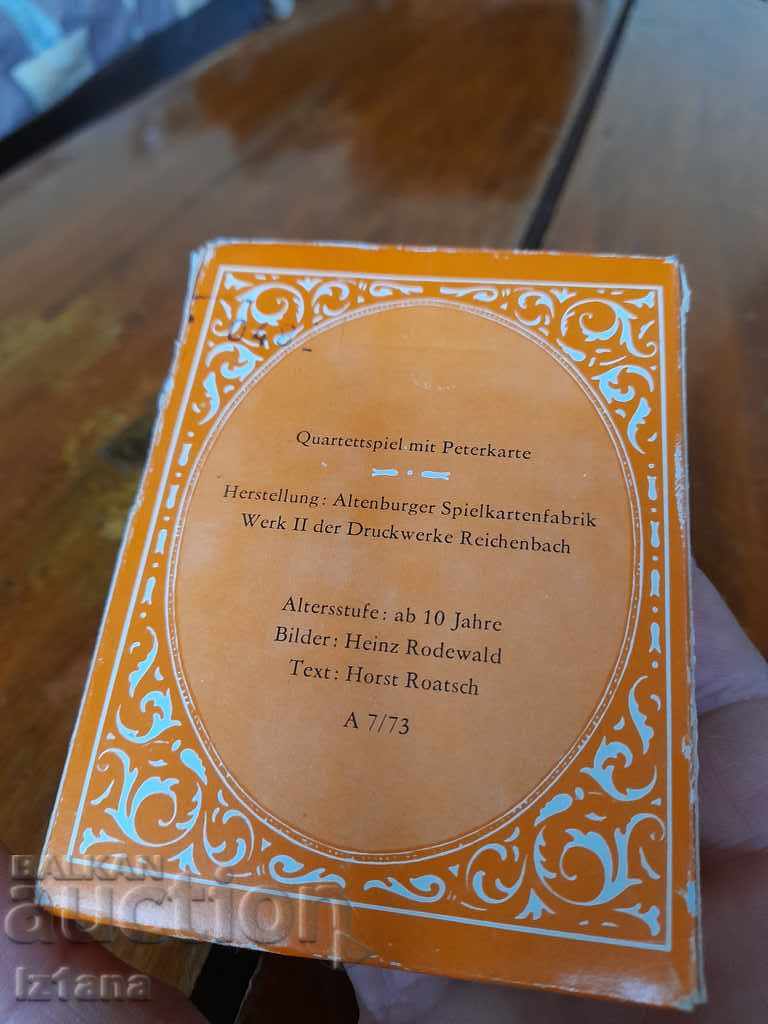 Quartettspiel mit Peterkarte
Herstellung: Altenburger Spielkartenfabrik
Werk II der Druckwerke Reichenbach
Altersstufe: ab 10 Jahre
Bilder: Heinz Rodewald
Text: Horst Roatsch
A 7/73
BALKAN
auction
Iztana